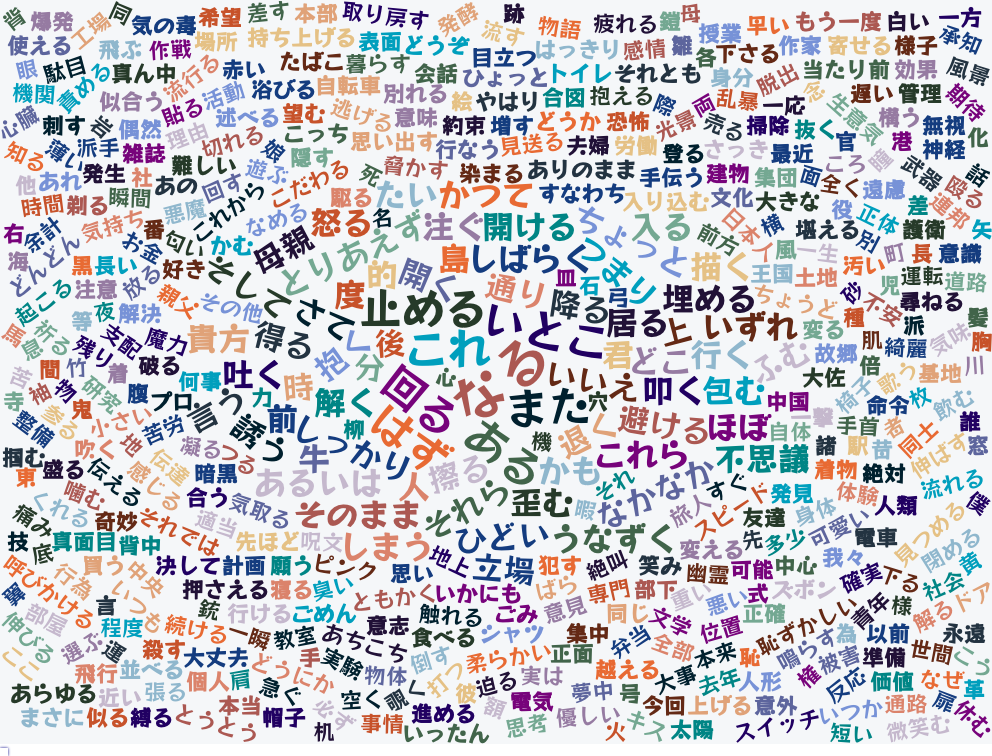 皆 爆発 工場 同 気の毒 希望 差す 本部 取り戻す 発酵 流す 跡 物語 疲れる 鎧 母 授業 早い もう一度 白い 一方 承知
使える 飛ぶ 作戦 場所 持ち上げる 表面 どうぞ 目立つ はっきり 感情 雛 各 下さる 作家 寄せる 様子
眼 駄目 責める 真ん中 流行る 赤い たばこ 暮らす 会話 ひょっと トイレ それとも 身分 脱出 当たり前 効果 風景
機関 似合う 貼る 活動 浴びる 自転車 別れる 絵 やはり 合図 抱える 際 両 乱暴 一応 生意気 遅い 管理 期待
心臓 刺す 岩 偶然 述べる 望む 逃げる 意味 約束 増す どうか 恐怖 光景 売る 掃除 抜く 官 横う 港 無視 化
知る 薄い 派手 雑誌 理由 切れる こっち 思い出す 行なう 見送る 夫婦 労働 登る さっき 最近 ころ 瞳 神経
他 あれ 発生 社 難しい 娘 遊ぶ 隠す 死 脅かす 染まる ありのまま 手伝う 建物 集団 面 全く 遠慮 武器 殴る 話
時間 剃る 瞬間 あの 回す これから こだわる 駆る たい かつて すなわち 入り込む 文化 大きな 役 正体 差 連邦 矢
右 余計 気持ち 番 悪魔 なめる 怒る 名 注ぐ 開ける ちょっと 入る 前方 日本人 横 堪える 別 護衛
海 どんどん お金 匂い かむ 母親 とりあえず 島 しばらく つまり 描く 風 一生 町 長 意識
黒 長い 放る 好き そして 的 開く 通り 皿 石 王国 土地 汚い 児 運転 道路
起こる 注意 親父 その他 さて 度 止める 降る 弓 埋める ちょうど 砂 不安 尋ねる
等 夜 解決 いとこ 居る 上 いずれ 変る 種 派 髪
馬 祈る 支配 魔力 貴方 得る 抱く 後 これ 君 どこ 行く ふむ 故郷 肌 綺麗 気味 胸
息 残り 破る 分 る 倍
苦 間 竹 着 何事 吐く 時 心 回る なる いいえ 叩く 包む 大佐 椅子 歌う 基地 川
寺 袖 物 研究 腹 プロ 言う 力 解く また 穴 中国 一撃 命令 枚 飲む
整備 参る 鬼 小さい 苦労 誘う 前 柳 はず ある 機 退く 避ける ほぼ 自体 手首 者 同士 誰
吹く 地 凝る つる しっかり 牛 かも これら 不思議 諸 駅 昔 伸ばす 窓
掴む 盛る 伝える 感じる 伝達 暗黒 あるいは 人 擦る それ なかなか すぐ 着物 絶対
東 くれる 噛む 合う 気取る そのまま それら 歪む 暇 旅人 スピード 発見 体験 人類 流れる 僕
痛み 奇妙 それでは 適当 友達 身体
技 底 真面目 背中 先ほど 呪文 しまう ひどい うなずく 変える 先 多少 可愛い 電車 見つめる
呼びかける 買う 中央 決して 計画 願う ピンク 地上 立場 犯す 絶叫 笑み 幽霊 可能 中心 我々 閉める
行為 いつも 押さえる 寝る 臭い 思い ともかく いかにも ばら 専門 部下 重い 悪い 式 ズボン 確実 下る 社会 黄
鏡 部屋 言 銃 行ける ごめん 触れる ごみ 意見 同じ 文学 正確 恥ずかしい 青年 様 解る ドア
伸びる 程度 続ける 一瞬 教室 あちこち 意志 食べる シャツ 集中 弁当 位置 為 以前 永遠
ここ 選ぶ 運 殺す 大丈夫 どうにか 手 実験 倒す 柔らかい 正面 全部 本来 恥 鳴らす 被害 準備 世間 こう
飛行 並べる 個人 肩 物体 打つ 迫る 実は 越える 大事 去年 人形 権 反応 価値 なぜ 革
あらゆる 近い 張る 本当 急ぐ 空く 覗く 彼 額 電気 夢中 号 今回 上げる 意外 いつか 通路 扉 休む
まさに 似る 縛る とうとう 帽子 机 必ず 事情 進める いったん 思考 優しい 火 キス 太陽 スイッチ 短い 微笑む